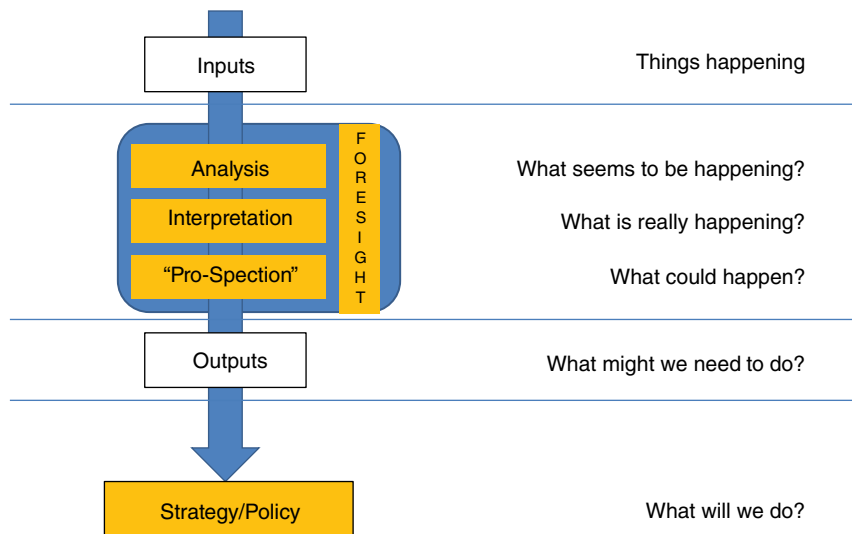 Inputs
Things happening
FORESIGHT
Analysis
What seems to be happening?
Interpretation
What is really happening?
“Pro-Spection”
What could happen?
Outputs
What might we need to do?
Strategy/Policy
What will we do?